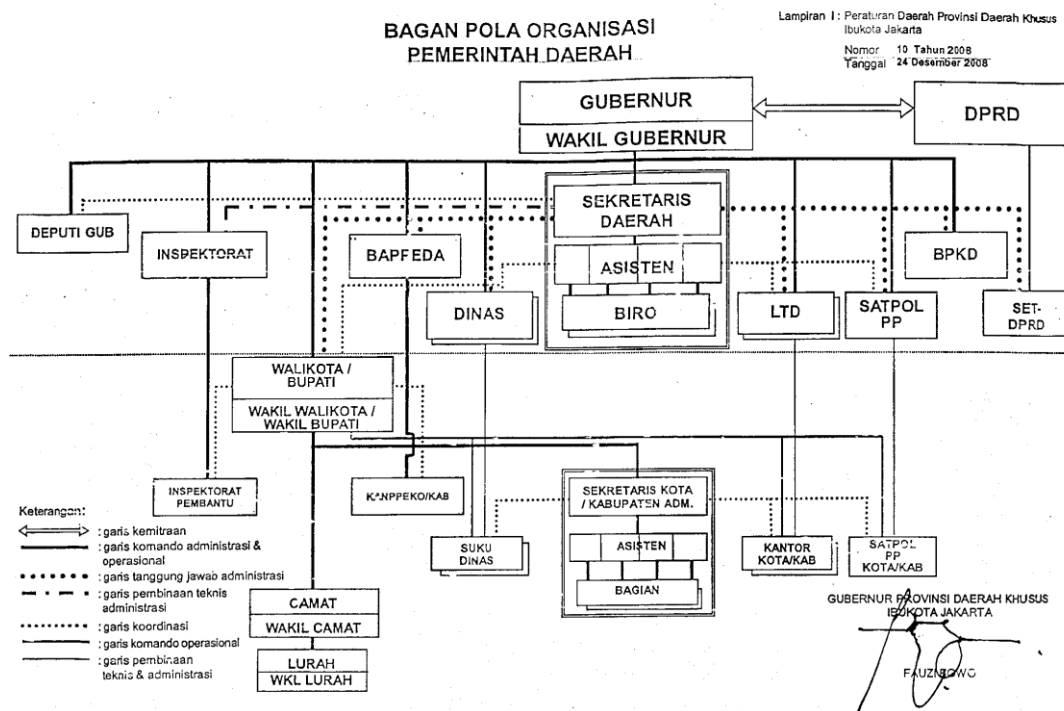 BAGAN POLA ORGANISASI
PEMERINTAH DAERAH
Lampiran I : Peraturan Daerah Provinsi Daerah Khusus
Ibukota Jakarta
Nomor 10 Tahun 2008
Tanggal 24 Desember 2008
GUBERNUR
WAKIL GUBERNUR
DPRD
DEPUTI GUB
INSPEKTORAT
BAPPEDA
SEKRETARIS
DAERAH
ASISTEN
BIRO
DINAS
LTD
SATPOL
PP
BPKD
SET-
DPRD
WALIKOTA /
BUPATI
WAKIL WALIKOTA /
WAKIL BUPATI
INSPEKTORAT
PEMBANTU
KANPPEKO/KAB
SEKRETARIS KOTA
/ KABUPATEN ADM.
ASISTEN
BAGIAN
SUKU
DINAS
KANTOR
KOTA/KAB
SATPOL
PP
KOTA/KAB
CAMAT
WAKIL CAMAT
LURAH
WKL LURAH
Keterangan:
: garis kemitraan
: garis komando administrasi &
operasional
: garis tanggung jawab administrasi
: garis pembinaan teknis
administrasi
: garis koordinasi
: garis komando operasional
: garis pembinaan
teknis & administrasi
GUBERNUR PROVINSI DAERAH KHUSUS
IBUKOTA JAKARTA
FAUZI BOWO